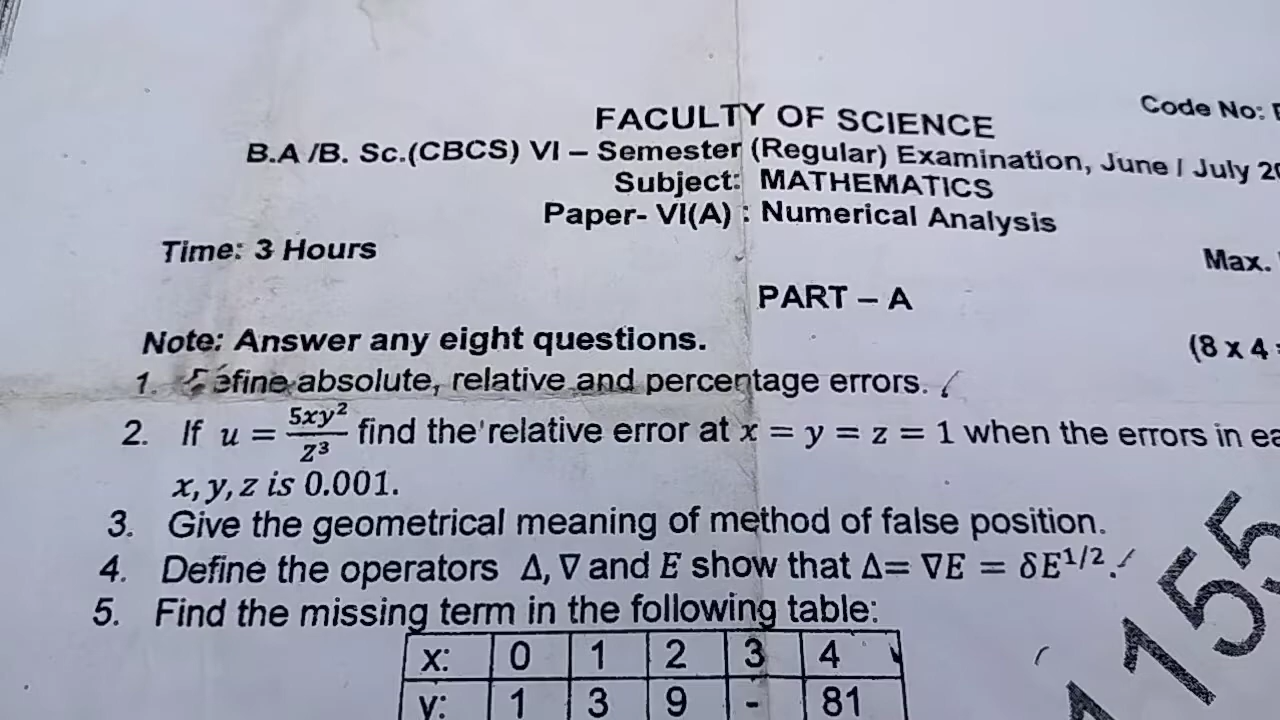 Code No:
FACULTY OF SCIENCE
B.A /B. Sc.(CBCS) VI – Semester (Regular) Examination, June / July
Subject: MATHEMATICS
Paper- VI(A) : Numerical Analysis
Time: 3 Hours
Max.
PART – A
Note: Answer any eight questions.
(8 x 4
1. efine absolute, relative and percentage errors.
2. If u = 5xy²/z³ find the relative error at x = y = z = 1 when the errors in
x, y, z is 0.001.
3. Give the geometrical meaning of method of false position.
4. Define the operators Δ, ∇ and E show that Δ= ∇E = δE^1/2.
5. Find the missing term in the following table:
x: 0 1 2 3 4
y: 1 3 9 - 81
1155